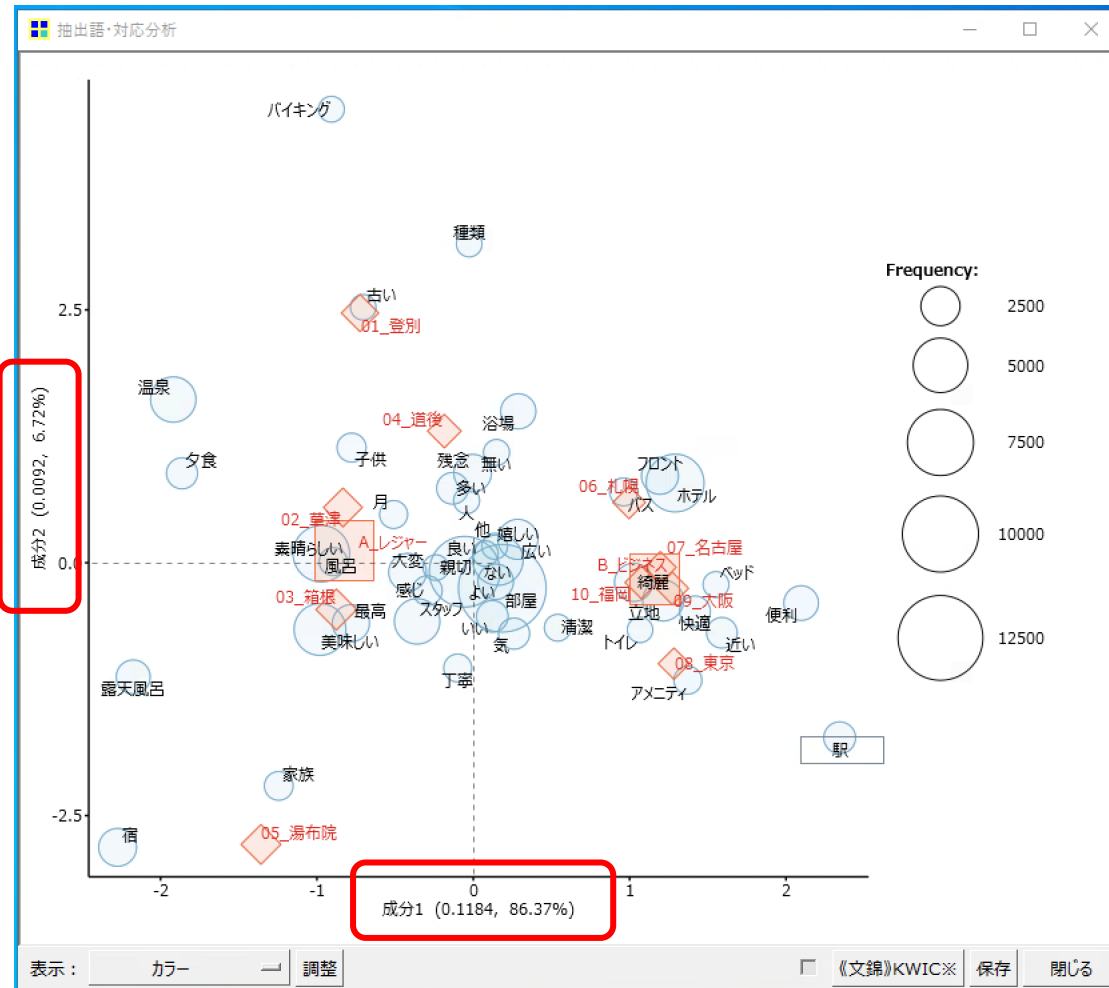 抽出語・対応分析
バイキング
種類
古い
2.5
01_登別
温泉
04_道後
浴場
夕食
子供
残念
無い
フロント
多い
06_札幌
ホテル
バス
月
人
02_草津
他
嬉しい
A_レジャー
07_名古屋
素晴らしい
良い
広い
大変
親切
B_ビジネス
0.0
風呂
ない
ベッド
綺麗
感じ
よい
部屋
10_福岡
03_箱根
最高
スタッフ
09_大阪
立地
便利
いい
清潔
快適
美味しい
気
トイレ
近い
丁寧
08_東京
露天風呂
アメニティ
駅
家族
-2.5
05_湯布院
宿
-2
-1
0
1
2
成分1 (0.1184, 86.37%)
成分2 (0.0092, 6.72%)
Frequency:
2500
5000
7500
10000
12500
表示：
カラー
調整
《文錦》KWIC※
保存
閉じる